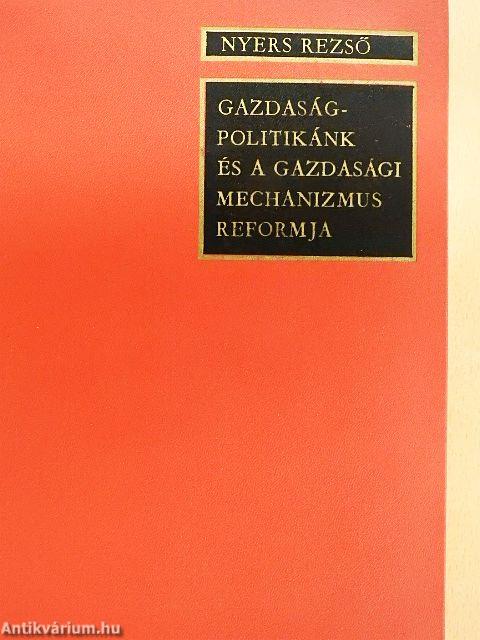 NYERS REZSŐ
GAZDASÁG-
POLITIKÁNK
ÉS A GAZDASÁGI
MECHANIZMUS
REFORMJA
Antikvárium.hu